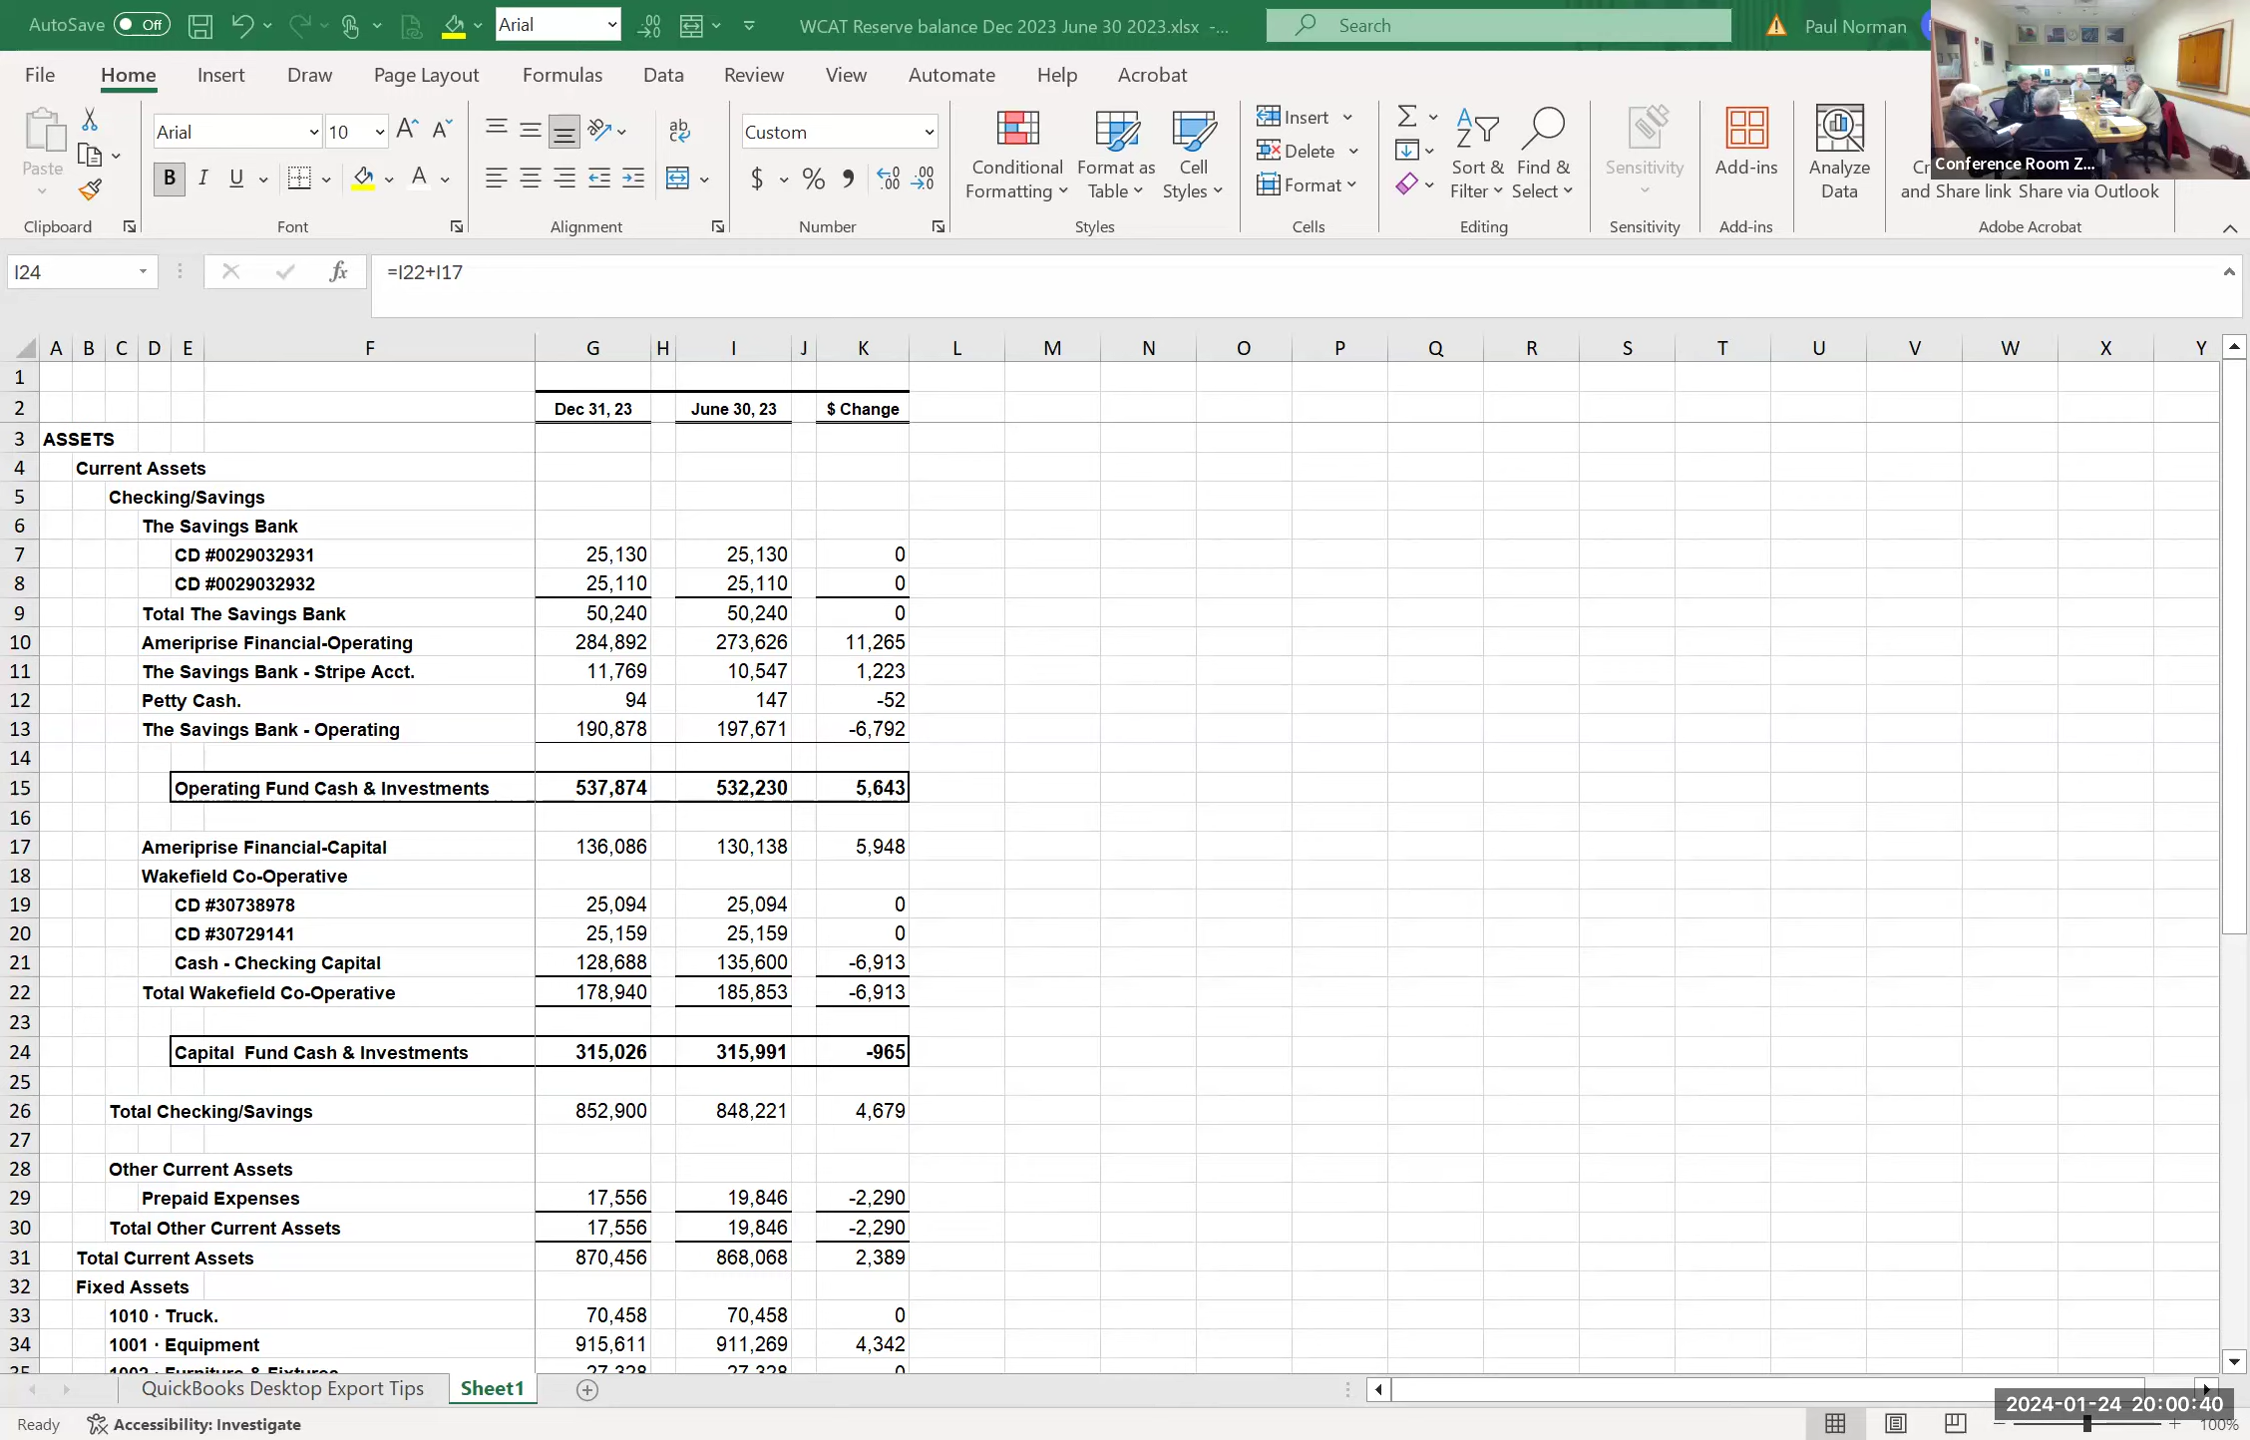 AutoSave Off Arial WCAT Reserve balance Dec 2023 June 30 2023.xlsx -... Search Paul Norman
File Home Insert Draw Page Layout Formulas Data Review View Automate Help Acrobat
Conference Room Z...
Paste Arial 10 Custom Conditional Formatting Format as Table Cell Styles Insert Delete Format Sort & Filter Find & Select Sensitivity Add-ins Analyze Data and Share link Share via Outlook
Clipboard Font Alignment Number Styles Cells Editing Sensitivity Add-ins Adobe Acrobat
I24 fx =I22+I17
A B C D E F G H I J K L M N O P Q R S T U V W X Y
1
2 Dec 31, 23 June 30, 23 $ Change
3 ASSETS
4 Current Assets
5 Checking/Savings
6 The Savings Bank
7 CD #0029032931 25,130 25,130 0
8 CD #0029032932 25,110 25,110 0
9 Total The Savings Bank 50,240 50,240 0
10 Ameriprise Financial-Operating 284,892 273,626 11,265
11 The Savings Bank - Stripe Acct. 11,769 10,547 1,223
12 Petty Cash. 94 147 -52
13 The Savings Bank - Operating 190,878 197,671 -6,792
14
15 Operating Fund Cash & Investments 537,874 532,230 5,643
16
17 Ameriprise Financial-Capital 136,086 130,138 5,948
18 Wakefield Co-Operative
19 CD #30738978 25,094 25,094 0
20 CD #30729141 25,159 25,159 0
21 Cash - Checking Capital 128,688 135,600 -6,913
22 Total Wakefield Co-Operative 178,940 185,853 -6,913
23
24 Capital Fund Cash & Investments 315,026 315,991 -965
25
26 Total Checking/Savings 852,900 848,221 4,679
27
28 Other Current Assets
29 Prepaid Expenses 17,556 19,846 -2,290
30 Total Other Current Assets 17,556 19,846 -2,290
31 Total Current Assets 870,456 868,068 2,389
32 Fixed Assets
33 1010 · Truck. 70,458 70,458 0
34 1001 · Equipment 915,611 911,269 4,342
35 1002 · Furniture & Fixtures 27,328 27,328 0
QuickBooks Desktop Export Tips Sheet1
2024-01-24 20:00:40
Ready Accessibility: Investigate 100%